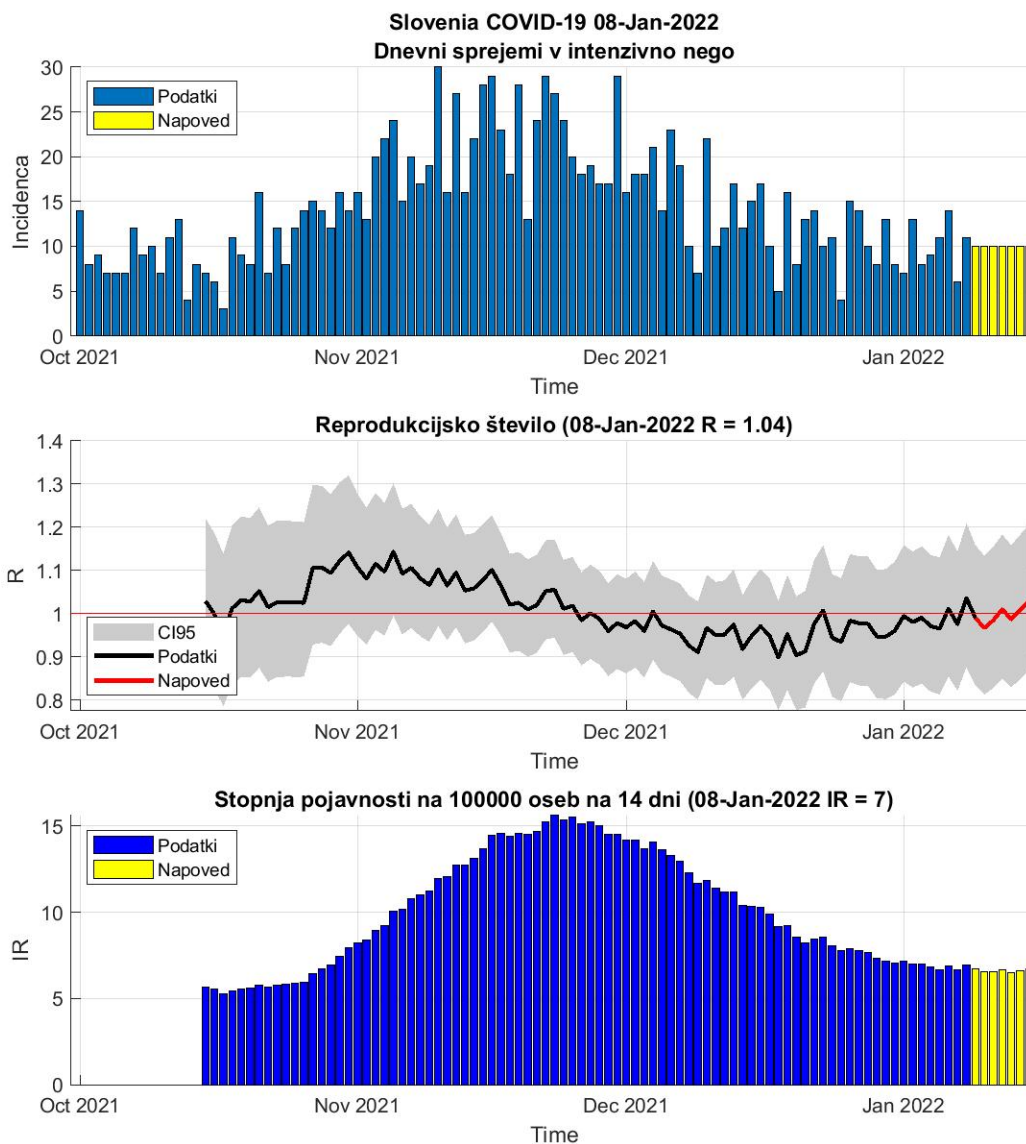 Slovenia COVID-19 08-Jan-2022
Dnevni sprejemi v intenzivno nego
30
25
20
15
10
5
0
Incidenca
Podatki
Napoved
Oct 2021 Nov 2021 Dec 2021 Jan 2022
Time
Reprodukcijsko število (08-Jan-2022 R = 1.04)
1.4
1.3
1.2
1.1
1
0.9
0.8
R
CI95
Podatki
Napoved
Oct 2021 Nov 2021 Dec 2021 Jan 2022
Time
Stopnja pojavnosti na 100000 oseb na 14 dni (08-Jan-2022 IR = 7)
15
10
5
0
IR
Podatki
Napoved
Oct 2021 Nov 2021 Dec 2021 Jan 2022
Time